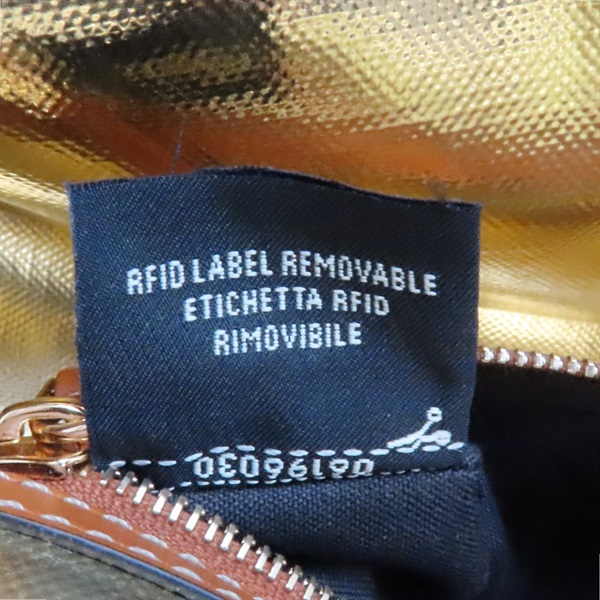 RFID LABEL REMOVABLE
ETICHETTA RFID
RIMOVIBILE